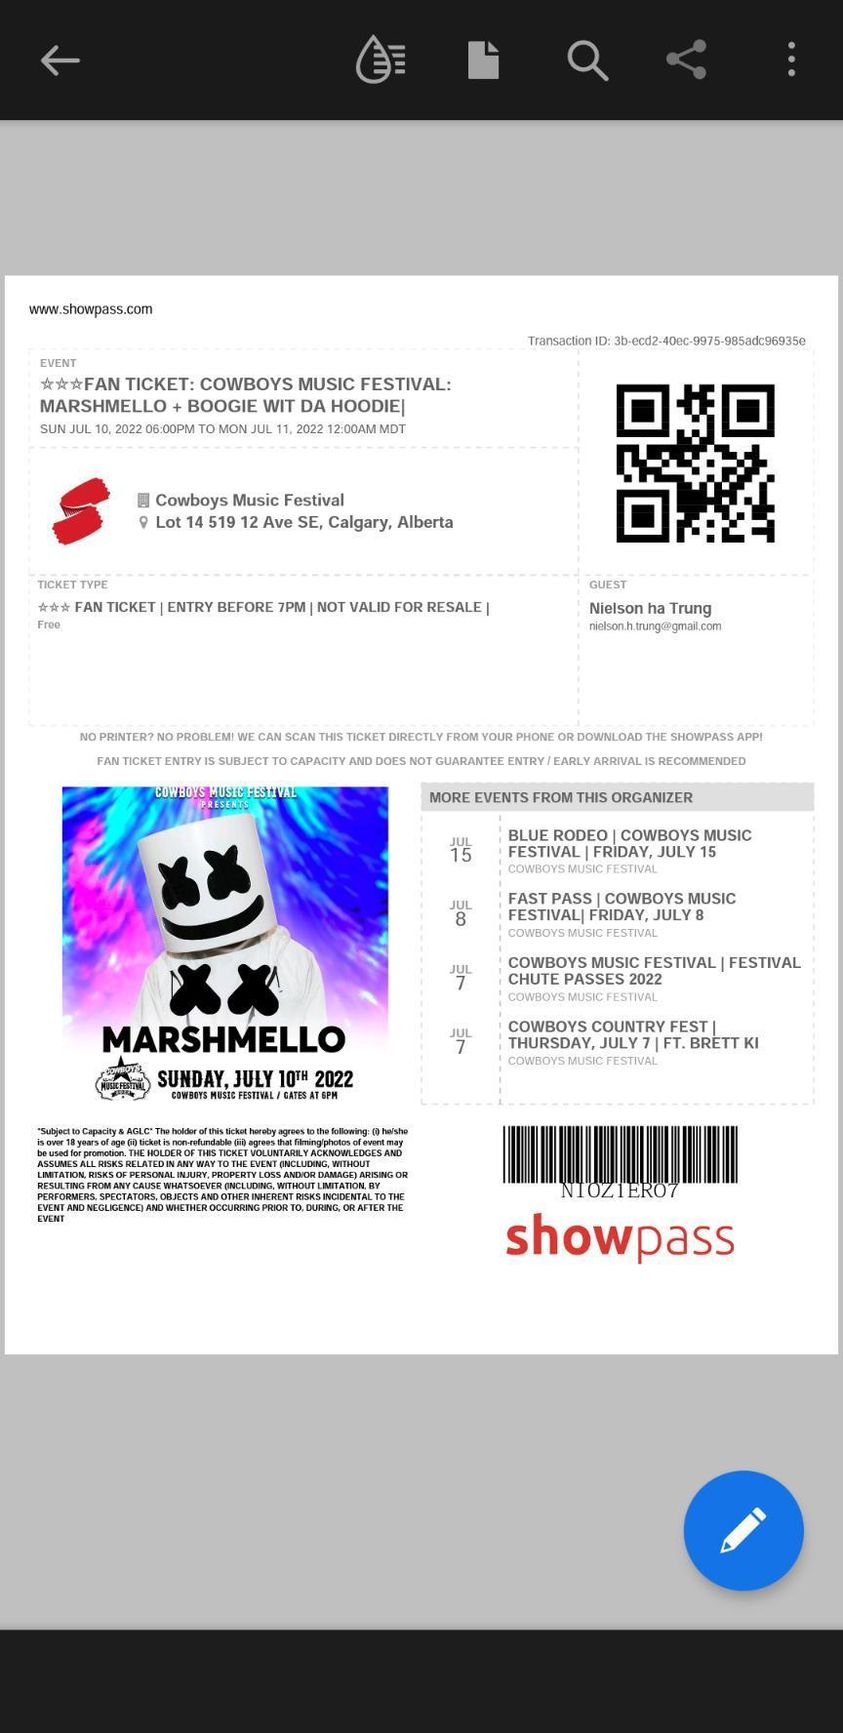 www.showpass.com
Transaction ID: 3b-ecd2-40ec-9975-985adc96935e
EVENT
☆☆☆FAN TICKET: COWBOYS MUSIC FESTIVAL:
MARSHMELLO + BOOGIE WIT DA HOODIE|
SUN JUL 10, 2022 06:00PM TO MON JUL 11, 2022 12:00AM MDT
Cowboys Music Festival
Lot 14 519 12 Ave SE, Calgary, Alberta
TICKET TYPE
☆☆☆ FAN TICKET | ENTRY BEFORE 7PM | NOT VALID FOR RESALE |
Free
GUEST
Nielson ha Trung
nielson.h.trung@gmail.com
NO PRINTER? NO PROBLEM! WE CAN SCAN THIS TICKET DIRECTLY FROM YOUR PHONE OR DOWNLOAD THE SHOWPASS APP!
FAN TICKET ENTRY IS SUBJECT TO CAPACITY AND DOES NOT GUARANTEE ENTRY / EARLY ARRIVAL IS RECOMMENDED
COWBOYS MUSIC FESTIVAL
PRESENTS
MARSHMELLO
COWBOYS
MUSIC FESTIVAL
2022
SUNDAY, JULY 10TH 2022
COWBOYS MUSIC FESTIVAL / GATES AT 6PM
MORE EVENTS FROM THIS ORGANIZER
JUL
15
BLUE RODEO | COWBOYS MUSIC
FESTIVAL | FRIDAY, JULY 15
COWBOYS MUSIC FESTIVAL
JUL
8
FAST PASS | COWBOYS MUSIC
FESTIVAL| FRIDAY, JULY 8
COWBOYS MUSIC FESTIVAL
JUL
7
COWBOYS MUSIC FESTIVAL | FESTIVAL
CHUTE PASSES 2022
COWBOYS MUSIC FESTIVAL
JUL
7
COWBOYS COUNTRY FEST |
THURSDAY, JULY 7 | FT. BRETT KI
COWBOYS MUSIC FESTIVAL
"Subject to Capacity & AGLC" The holder of this ticket hereby agrees to the following: (i) he/she
is over 18 years of age (ii) ticket is non-refundable (iii) agrees that filming/photos of event may
be used for promotion. THE HOLDER OF THIS TICKET VOLUNTARILY ACKNOWLEDGES AND
ASSUMES ALL RISKS RELATED IN ANY WAY TO THE EVENT (INCLUDING, WITHOUT
LIMITATION, RISKS OF PERSONAL INJURY, PROPERTY LOSS AND/OR DAMAGE) ARISING OR
RESULTING FROM ANY CAUSE WHATSOEVER (INCLUDING, WITHOUT LIMITATION, BY
PERFORMERS, SPECTATORS, OBJECTS AND OTHER INHERENT RISKS INCIDENTAL TO THE
EVENT AND NEGLIGENCE) AND WHETHER OCCURRING PRIOR TO, DURING, OR AFTER THE
EVENT
showpass